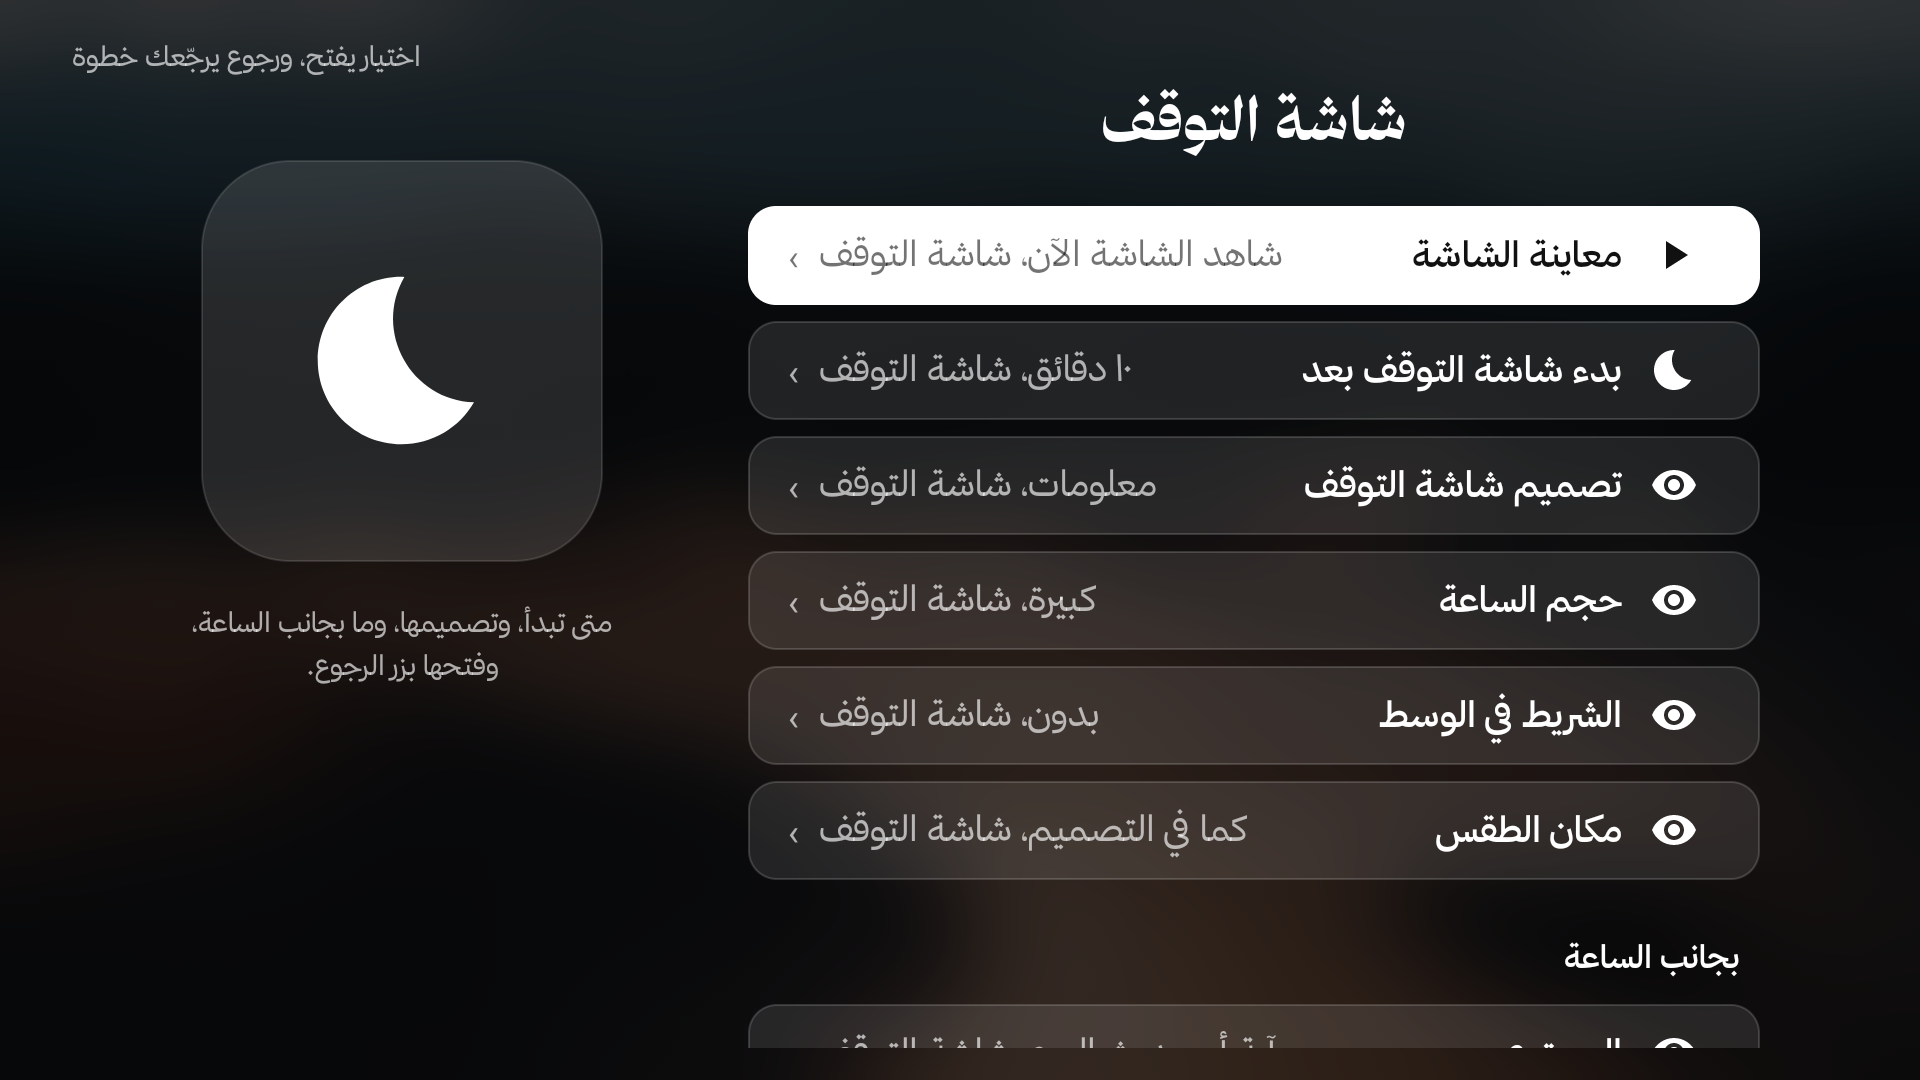 اختيار يفتح، ورجوع يرجّعك خطوة
شاشة التوقف
معاينة الشاشة شاهد الشاشة الآن، شاشة التوقف ‹
بدء شاشة التوقف بعد ١٠ دقائق، شاشة التوقف ‹
تصميم شاشة التوقف معلومات، شاشة التوقف ‹
حجم الساعة كبيرة، شاشة التوقف ‹
الشريط في الوسط بدون، شاشة التوقف ‹
مكان الطقس كما في التصميم، شاشة التوقف ‹
بجانب الساعة
شاشة التوقف
متى تبدأ، وتصميمها، وما بجانب الساعة،
وفتحها بزر الرجوع.